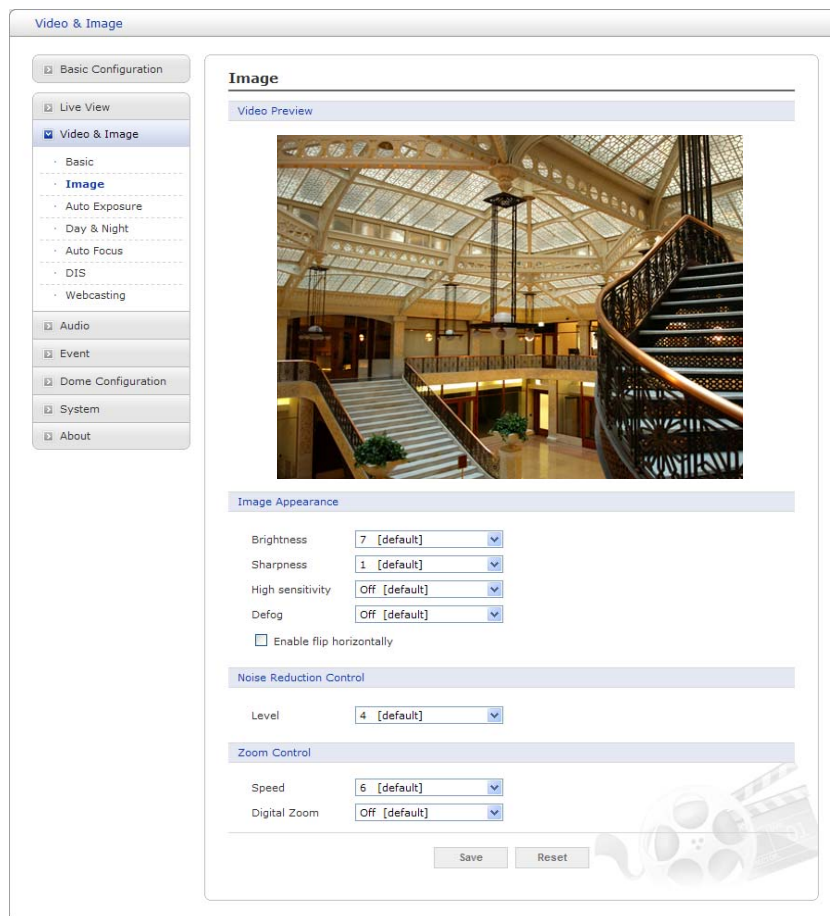 Video & Image
Basic Configuration
Live View
Video & Image
Basic
Image
Auto Exposure
Day & Night
Auto Focus
DIS
Webcasting
Audio
Event
Dome Configuration
System
About
Image
Video Preview
Image Appearance
Brightness 7 [default]
Sharpness 1 [default]
High sensitivity Off [default]
Defog Off [default]
Enable flip horizontally
Noise Reduction Control
Level 4 [default]
Zoom Control
Speed 6 [default]
Digital Zoom Off [default]
Save Reset